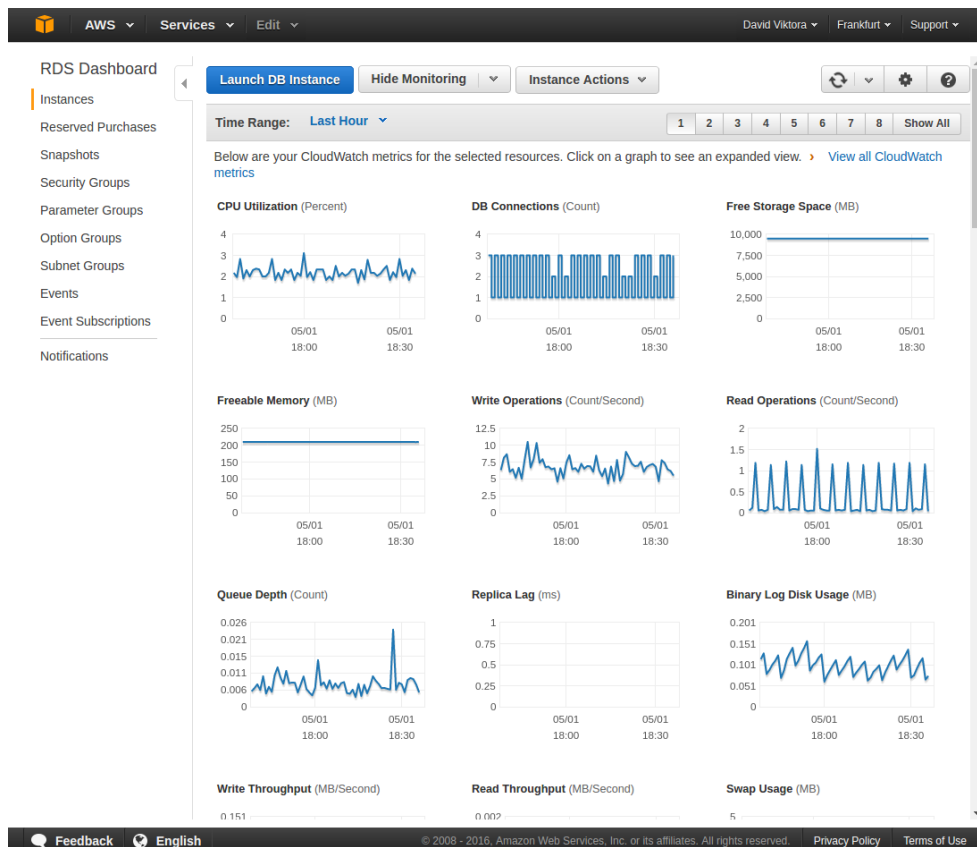 AWS Services Edit David Viktora Frankfurt Support
RDS Dashboard
Instances
Reserved Purchases
Snapshots
Security Groups
Parameter Groups
Option Groups
Subnet Groups
Events
Event Subscriptions
Notifications
Launch DB Instance Hide Monitoring Instance Actions
Time Range: Last Hour 1 2 3 4 5 6 7 8 Show All
Below are your CloudWatch metrics for the selected resources. Click on a graph to see an expanded view. › View all CloudWatch
metrics
CPU Utilization (Percent)
4
3
2
1
0
05/01 05/01
18:00 18:30
DB Connections (Count)
4
3
2
1
0
05/01 05/01
18:00 18:30
Free Storage Space (MB)
10,000
7,500
5,000
2,500
0
05/01 05/01
18:00 18:30
Freeable Memory (MB)
250
200
150
100
50
0
05/01 05/01
18:00 18:30
Write Operations (Count/Second)
12.5
10
7.5
5
2.5
0
05/01 05/01
18:00 18:30
Read Operations (Count/Second)
2
1.5
1
0.5
0
05/01 05/01
18:00 18:30
Queue Depth (Count)
0.026
0.021
0.015
0.011
0.006
0
05/01 05/01
18:00 18:30
Replica Lag (ms)
1
0.75
0.5
0.25
0
05/01 05/01
18:00 18:30
Binary Log Disk Usage (MB)
0.201
0.151
0.101
0.051
0
05/01 05/01
18:00 18:30
Write Throughput (MB/Second)
0.151
Read Throughput (MB/Second)
0.002
Swap Usage (MB)
5
Feedback English © 2008 - 2016, Amazon Web Services, Inc. or its affiliates. All rights reserved. Privacy Policy Terms of Use